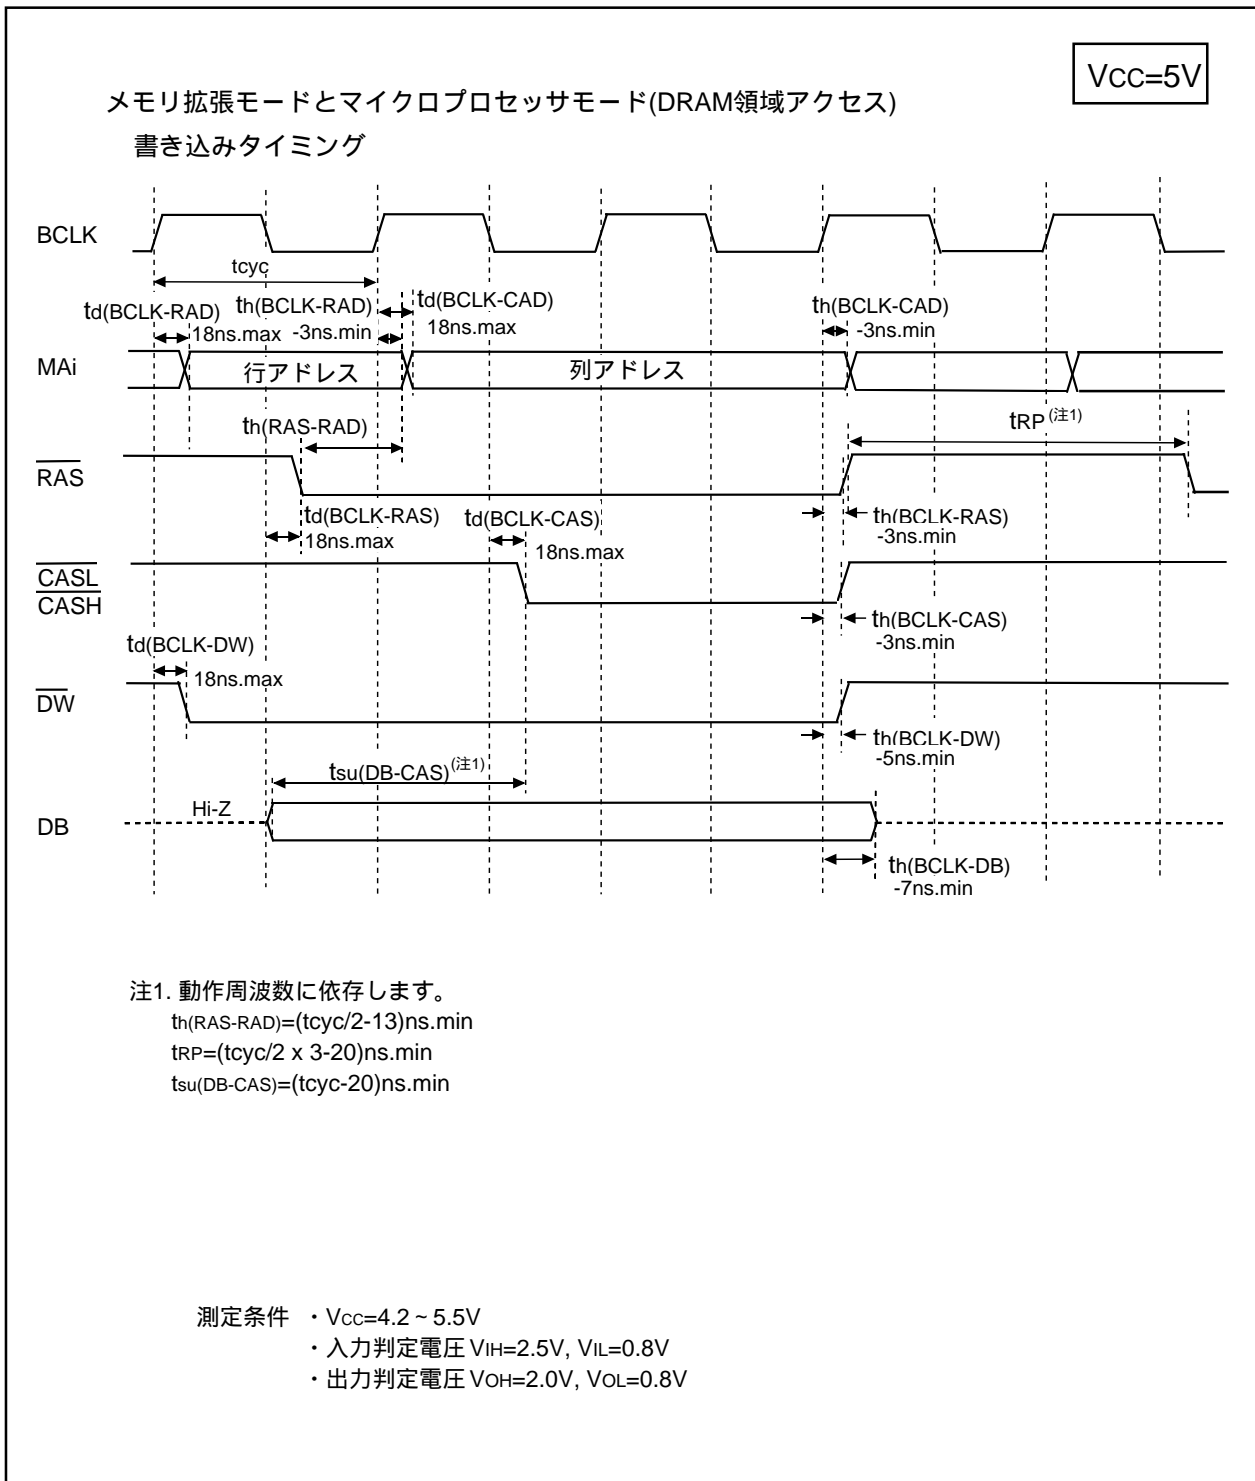 VCC=5V
メモリ拡張モードとマイクロプロセッサモード(DRAM領域アクセス)
書き込みタイミング
BCLK
tcyc
td(BCLK-RAD)
18ns.max
th(BCLK-RAD)
-3ns.min
td(BCLK-CAD)
18ns.max
th(BCLK-CAD)
-3ns.min
MAi
行アドレス
列アドレス
th(RAS-RAD)
tRP(注1)
RAS
td(BCLK-RAS)
18ns.max
td(BCLK-CAS)
18ns.max
th(BCLK-RAS)
-3ns.min
CASL
CASH
th(BCLK-CAS)
-3ns.min
td(BCLK-DW)
18ns.max
DW
th(BCLK-DW)
-5ns.min
tsu(DB-CAS)(注1)
Hi-Z
DB
th(BCLK-DB)
-7ns.min
注1. 動作周波数に依存します。
th(RAS-RAD)=(tcyc/2-13)ns.min
tRP=(tcyc/2 x 3-20)ns.min
tsu(DB-CAS)=(tcyc-20)ns.min
測定条件 ・VCC=4.2～5.5V
・入力判定電圧 VIH=2.5V, VIL=0.8V
・出力判定電圧 VOH=2.0V, VOL=0.8V